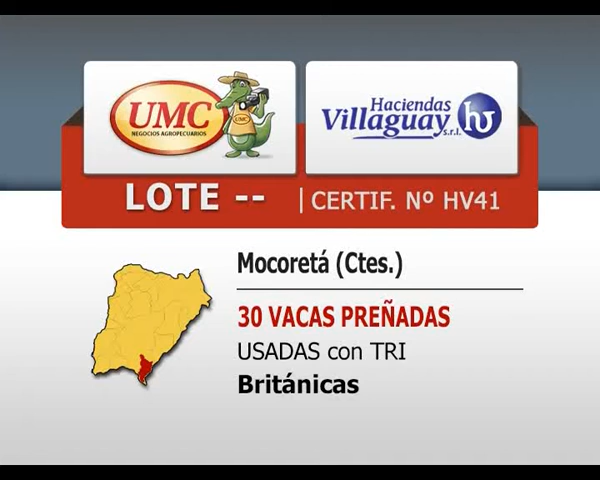 UMC
NEGOCIOS AGROPECUARIOS
UMC
Haciendas
Villaguay s.r.l.
hv
LOTE -- | CERTIF. Nº HV41
Mocoretá (Ctes.)
30 VACAS PREÑADAS
USADAS con TRI
Británicas